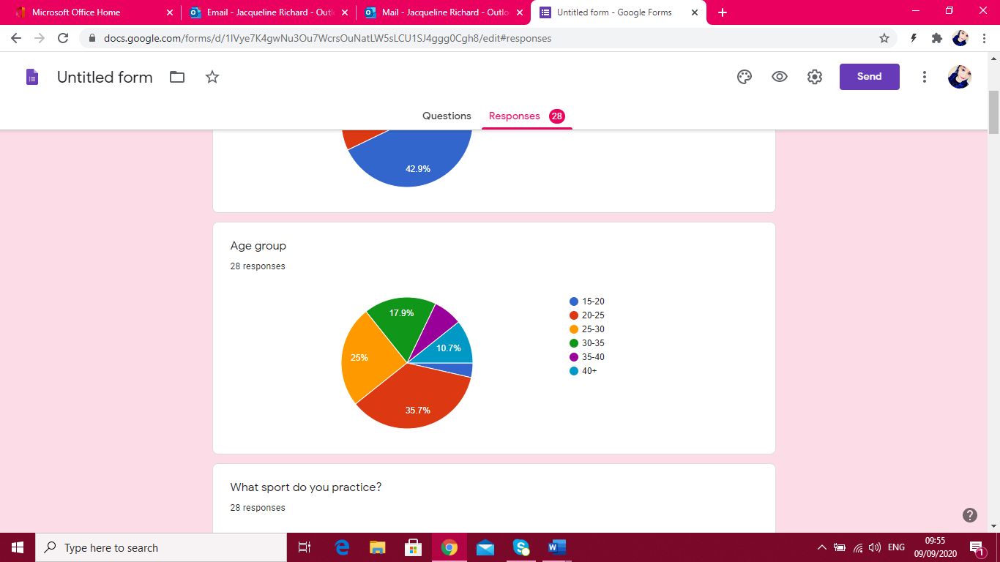 Microsoft Office Home
Email - Jacqueline Richard - Outl
Mail - Jacqueline Richard - Outlo
Untitled form - Google Forms
docs.google.com/forms/d/1IVye7K4gwNu3Ou7WcrsOuNatLW5sLCU1SJ4ggg0Cgh8/edit#responses
Untitled form
Send
Questions
Responses 28
42.9%
Age group
28 responses
17.9%
10.7%
25%
35.7%
15-20
20-25
25-30
30-35
35-40
40+
What sport do you practice?
28 responses
Type here to search
ENG
09:55
09/09/2020
1